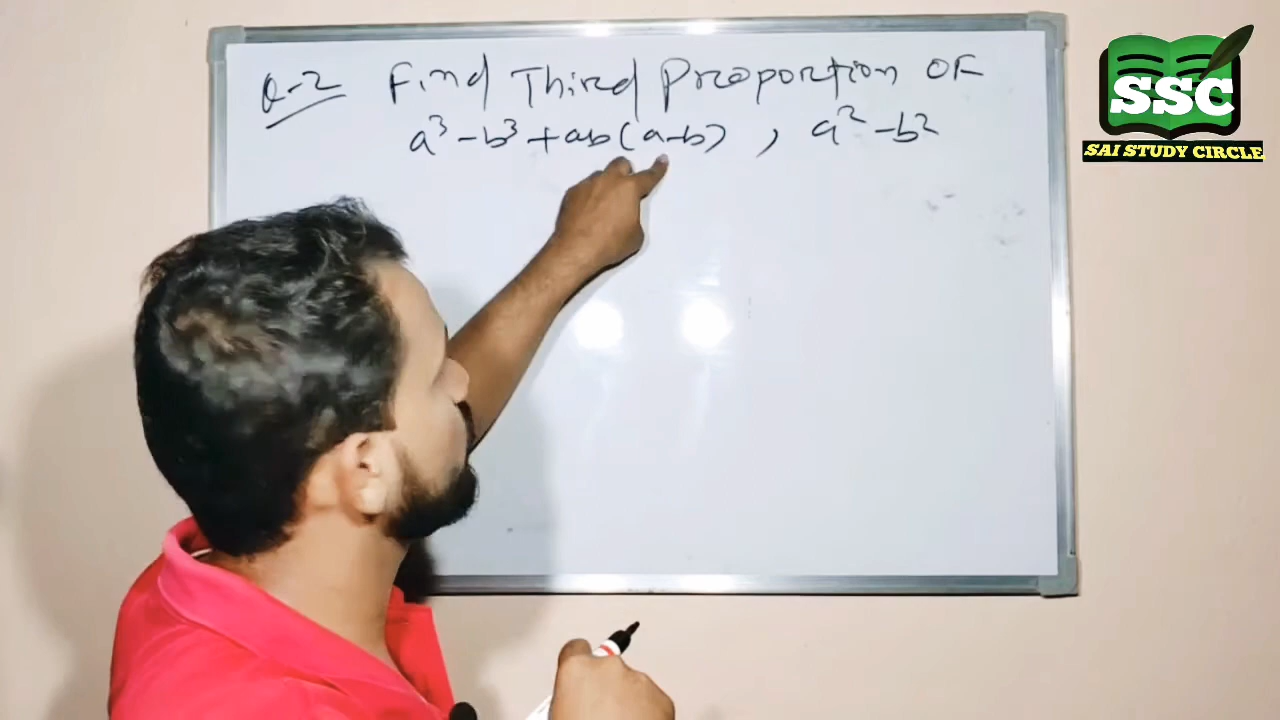 Q-2 Find Third Proportion OF
a³-b³+ab(a-b), a²-b²
SSC
SAI STUDY CIRCLE